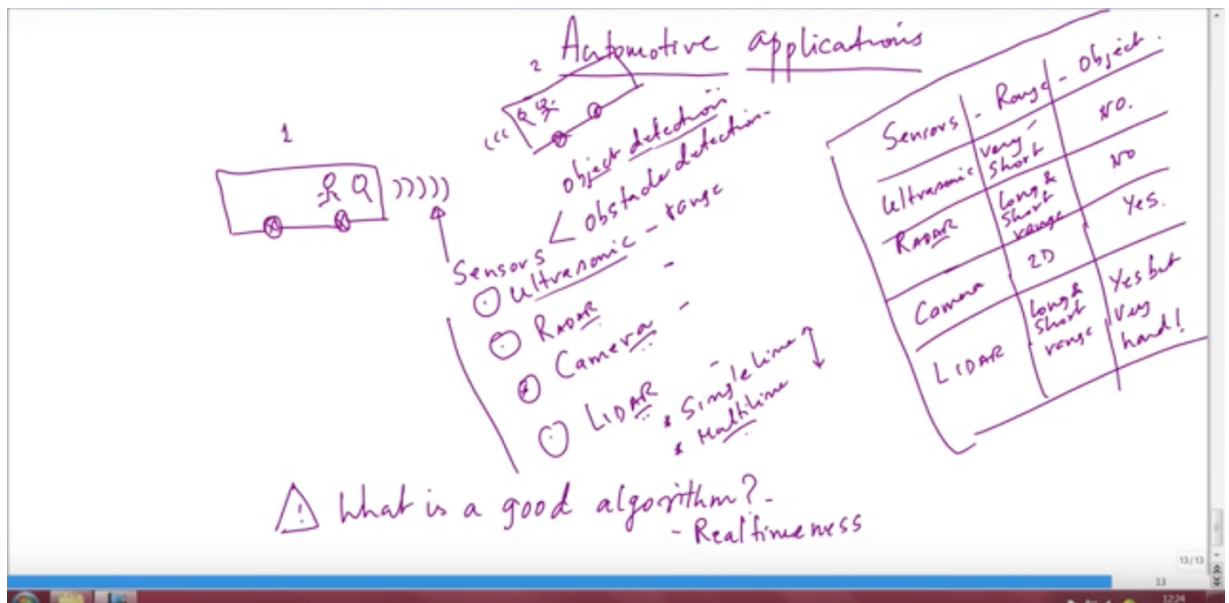 Automotive applications
1
2
object detection
Obstacle detection
Sensors
Ultrasonic - range
RADAR
Camera -
LIDAR -
* Single line
* Multiline
Sensors - Range - Object.
Ultrasonic very short NO.
RADAR Long & short range NO
Camera 2D Yes.
LIDAR Long & short range Yes but very hard!
! What is a good algorithm? -
- Realtimeness
13/13
13
12:24